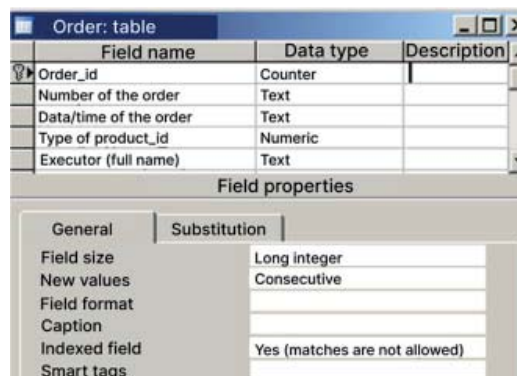 Order: table
Field name Data type Description
Order_id Counter
Number of the order Text
Data/time of the order Text
Type of product_id Numeric
Executor (full name) Text
Field properties
General Substitution
Field size Long integer
New values Consecutive
Field format
Caption
Indexed field Yes (matches are not allowed)
Smart tags